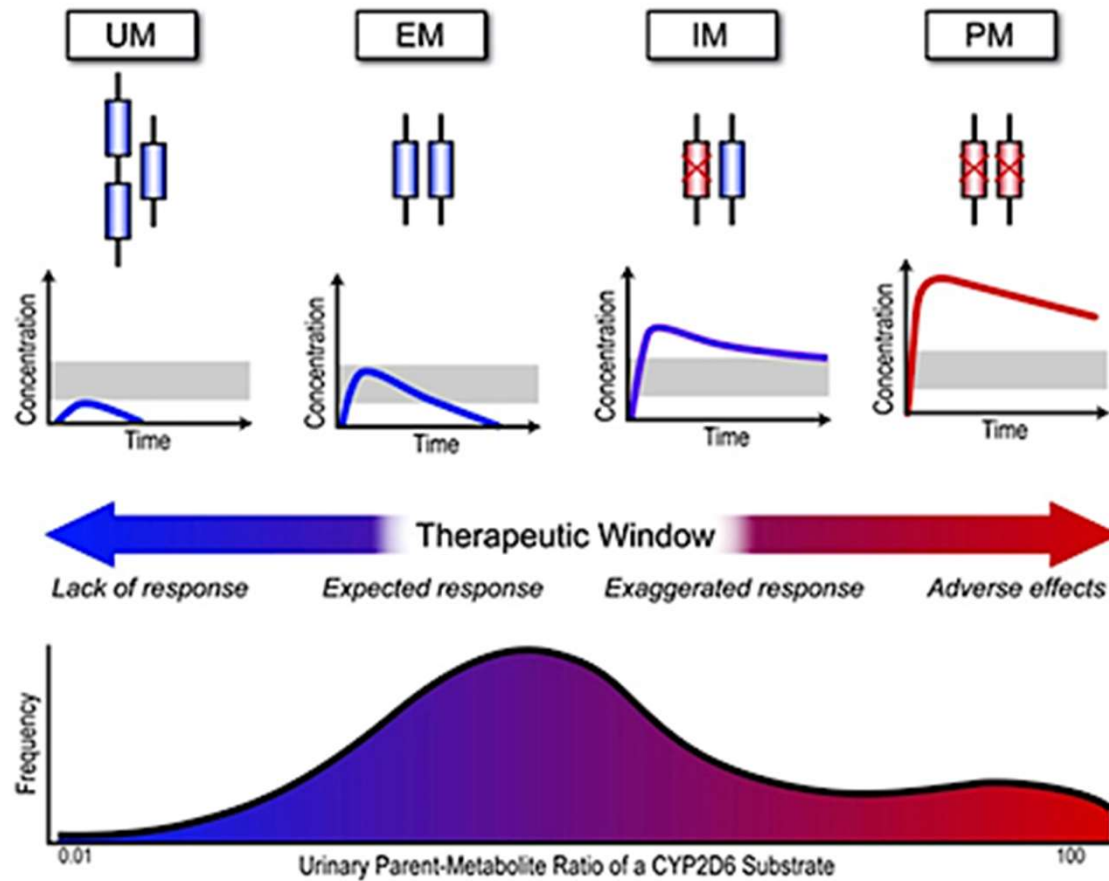 UM
EM
IM
PM
Concentration
Time
Concentration
Time
Concentration
Time
Concentration
Time
Therapeutic Window
Lack of response
Expected response
Exaggerated response
Adverse effects
Frequency
0.01
Urinary Parent-Metabolite Ratio of a CYP2D6 Substrate
100